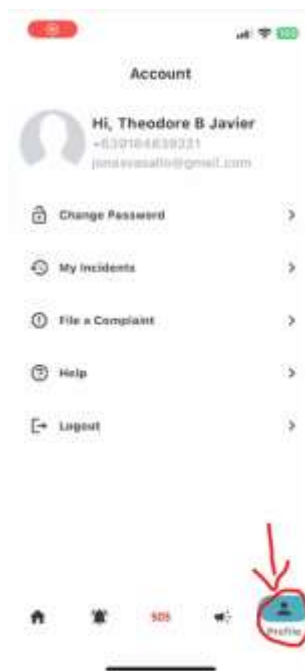 Account
Hi, Theodore B Javier
Change Password
My Incidents
File a Complaint
Help
Logout
SOS
Profile